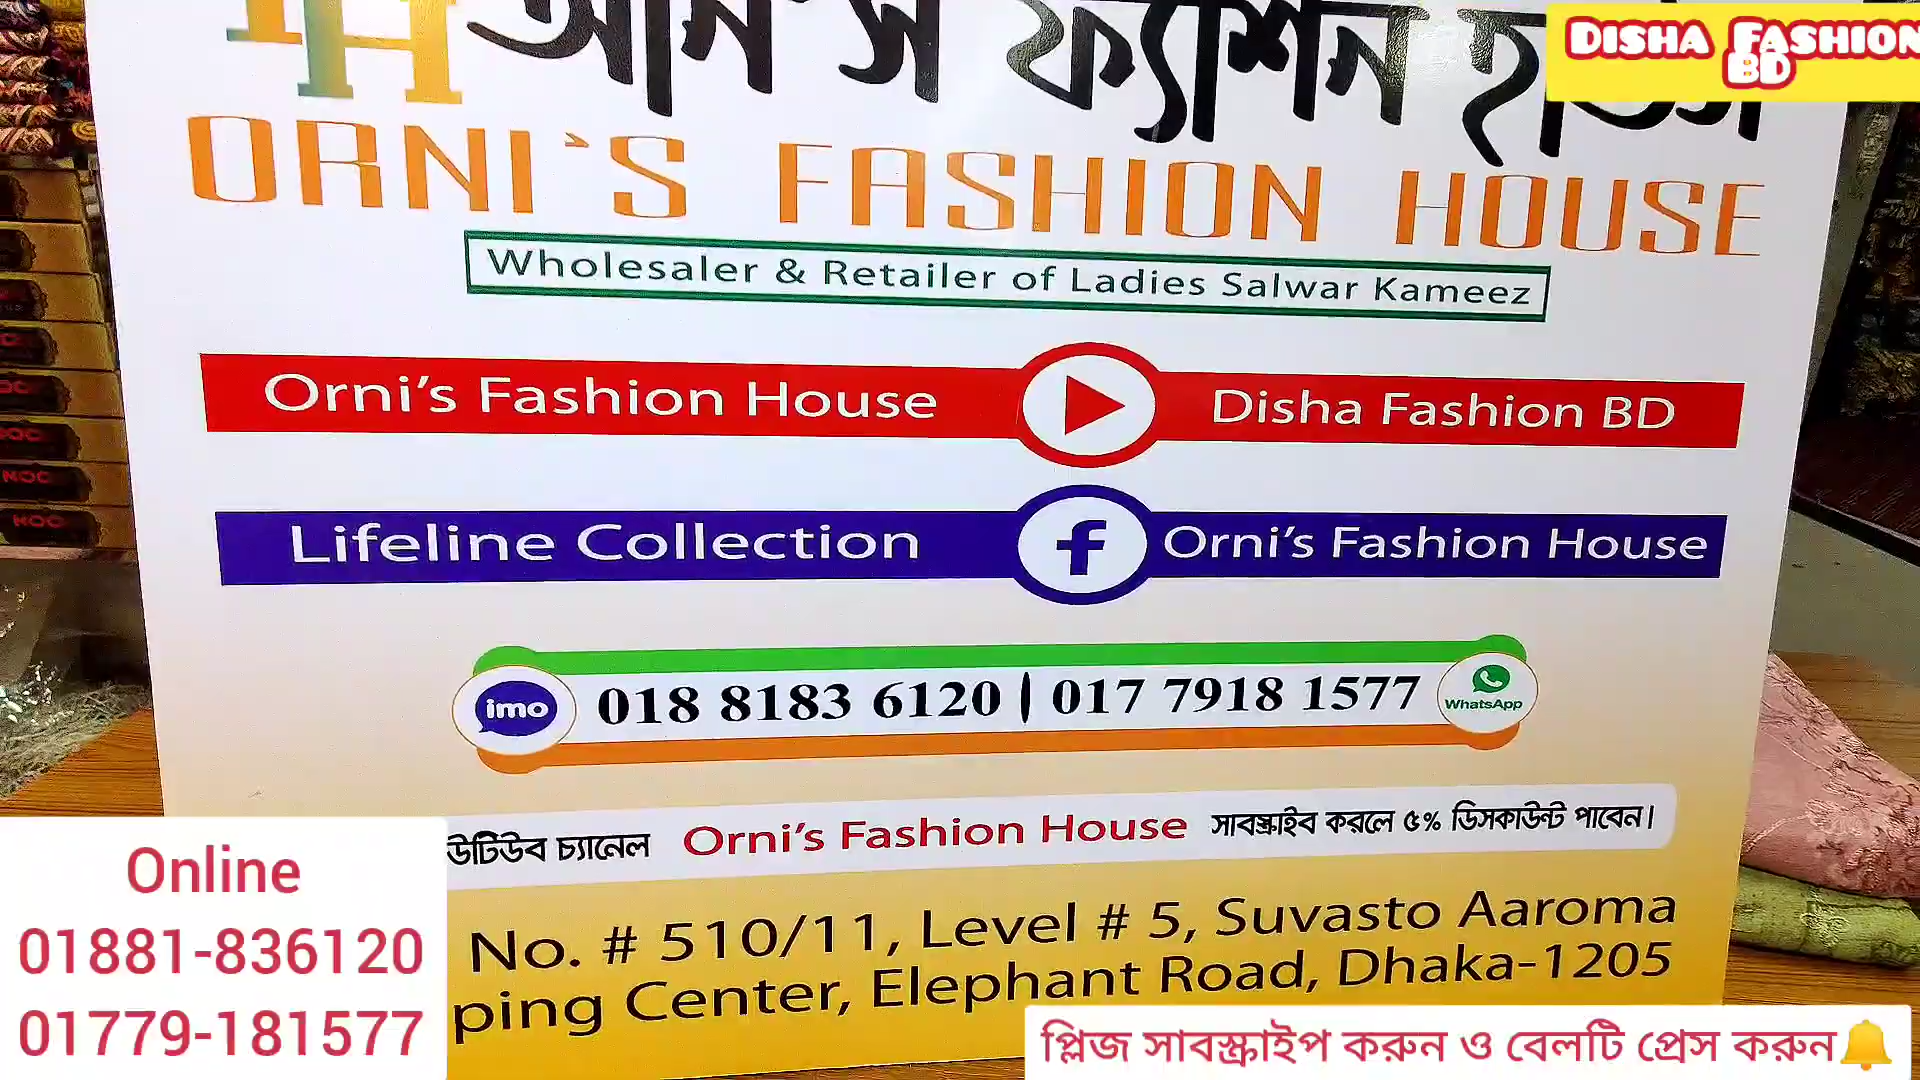 ফ্যাশন
DISHA FASHION
BD
ORNI'S FASHION HOUSE
Wholesaler & Retailer of Ladies Salwar Kameez
Orni's Fashion House
Disha Fashion BD
Lifeline Collection
f
Orni's Fashion House
imo
018 8183 6120 | 017 7918 1577
WhatsApp
উটিউব চ্যানেল Orni's Fashion House সাবস্ক্রাইব করলে ৫% ডিসকাউন্ট পাবেন।
No. # 510/11, Level # 5, Suvasto Aaroma
ping Center, Elephant Road, Dhaka-1205
Online
01881-836120
01779-181577
প্লিজ সাবস্ক্রাইপ করুন ও বেলটি প্রেস করুন